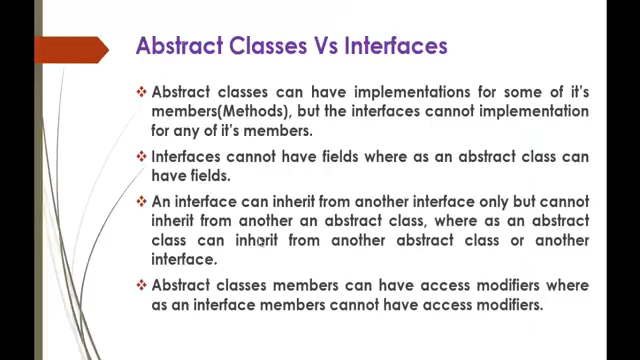 Abstract Classes Vs Interfaces
❖ Abstract classes can have implementations for some of it's
members(Methods), but the interfaces cannot implementation
for any of it's members.
❖ Interfaces cannot have fields where as an abstract class can
have fields.
❖ An interface can inherit from another interface only but cannot
inherit from another an abstract class, where as an abstract
class can inherit from another abstract class or another
interface.
❖ Abstract classes members can have access modifiers where
as an interface members cannot have access modifiers.